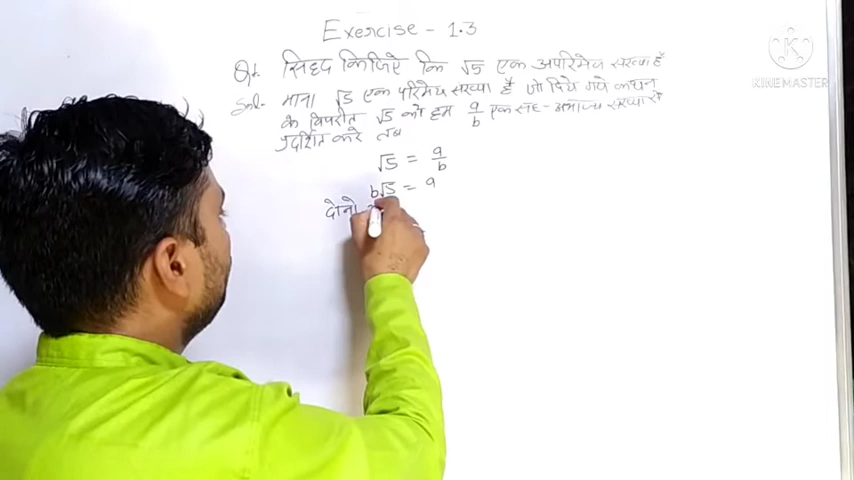 Exercise - 1.3
Q1. सिद्ध किजिऐ कि √5 एक अपरिमेय संख्या है
Sol- माना √5 एक परिमेय संख्या है जो दिये गये कथन
के विपरीत √5 को हम a/b एक सह-अभाज्य संख्या से
प्रदर्शित करे तब
√5 = a/b
b√5 = a
दोनो
K
KINEMASTER